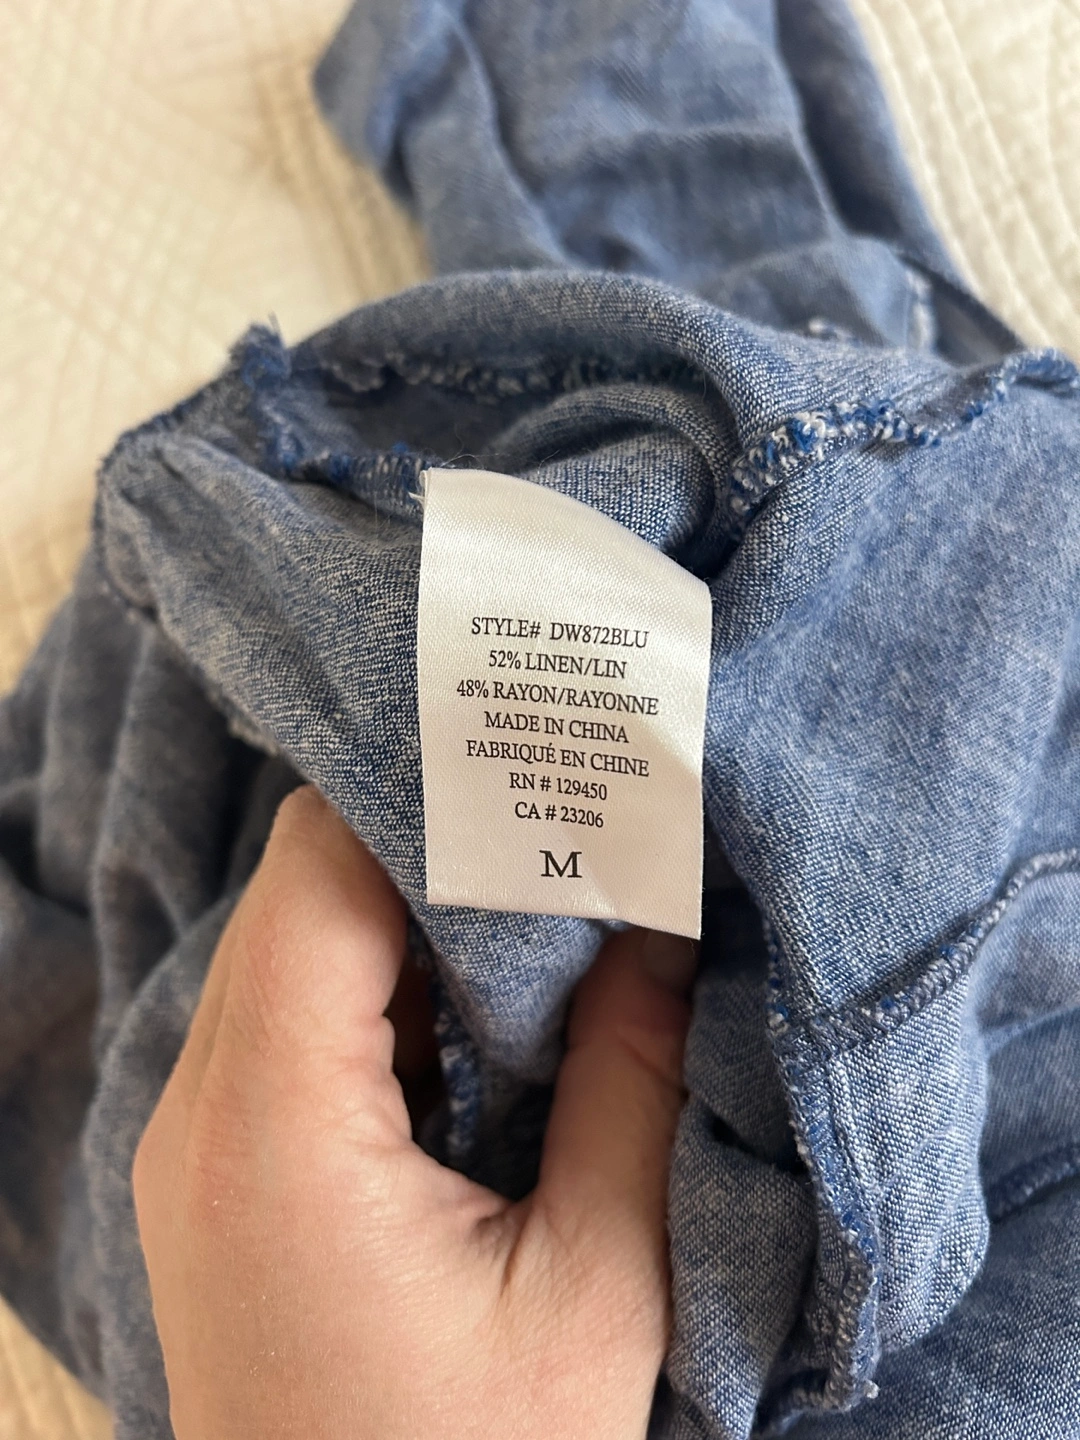 STYLE# DW872BLU
52% LINEN/LIN
48% RAYON/RAYONNE
MADE IN CHINA
FABRIQUÉ EN CHINE
RN # 129450
CA # 23206
M